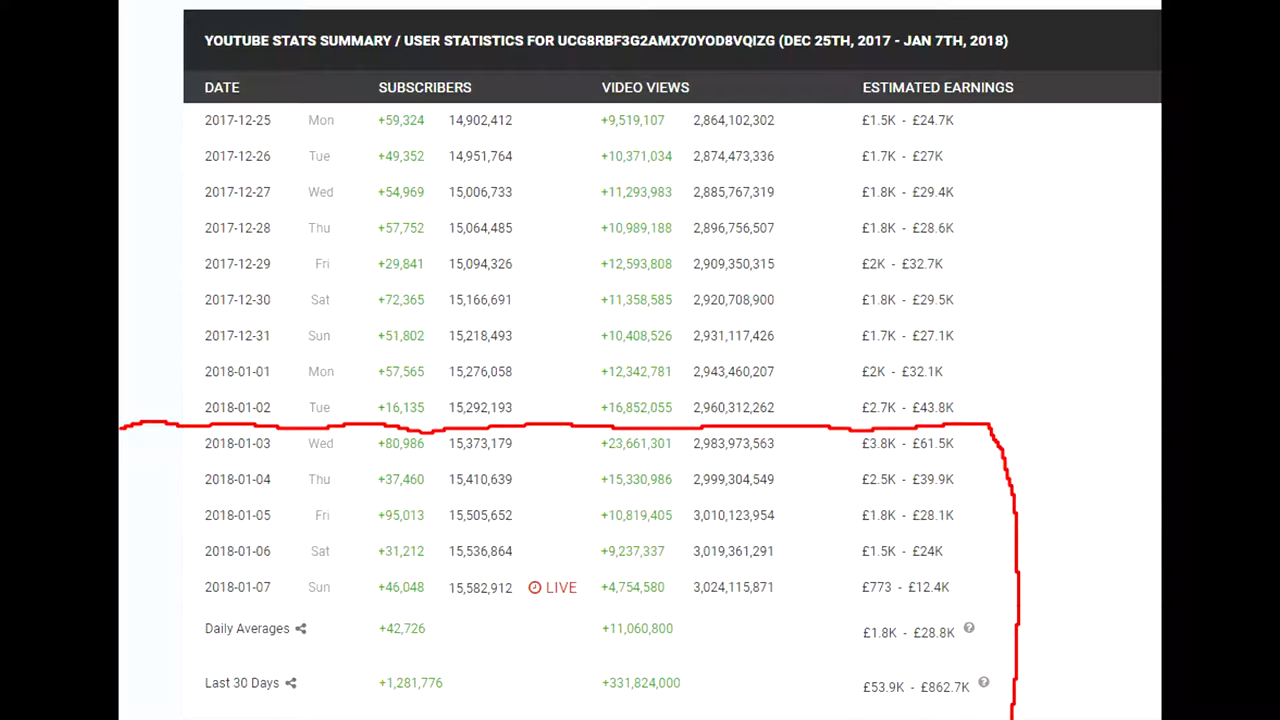 YOUTUBE STATS SUMMARY / USER STATISTICS FOR UCG8RBF3G2AMX70YOD8VQIZG (DEC 25TH, 2017 - JAN 7TH, 2018)
DATE SUBSCRIBERS VIDEO VIEWS ESTIMATED EARNINGS
2017-12-25 Mon +59,324 14,902,412 +9,519,107 2,864,102,302 £1.5K - £24.7K
2017-12-26 Tue +49,352 14,951,764 +10,371,034 2,874,473,336 £1.7K - £27K
2017-12-27 Wed +54,969 15,006,733 +11,293,983 2,885,767,319 £1.8K - £29.4K
2017-12-28 Thu +57,752 15,064,485 +10,989,188 2,896,756,507 £1.8K - £28.6K
2017-12-29 Fri +29,841 15,094,326 +12,593,808 2,909,350,315 £2K - £32.7K
2017-12-30 Sat +72,365 15,166,691 +11,358,585 2,920,708,900 £1.8K - £29.5K
2017-12-31 Sun +51,802 15,218,493 +10,408,526 2,931,117,426 £1.7K - £27.1K
2018-01-01 Mon +57,565 15,276,058 +12,342,781 2,943,460,207 £2K - £32.1K
2018-01-02 Tue +16,135 15,292,193 +16,852,055 2,960,312,262 £2.7K - £43.8K
2018-01-03 Wed +80,986 15,373,179 +23,661,301 2,983,973,563 £3.8K - £61.5K
2018-01-04 Thu +37,460 15,410,639 +15,330,986 2,999,304,549 £2.5K - £39.9K
2018-01-05 Fri +95,013 15,505,652 +10,819,405 3,010,123,954 £1.8K - £28.1K
2018-01-06 Sat +31,212 15,536,864 +9,237,337 3,019,361,291 £1.5K - £24K
2018-01-07 Sun +46,048 15,582,912 LIVE +4,754,580 3,024,115,871 £773 - £12.4K
Daily Averages +42,726 +11,060,800 £1.8K - £28.8K ?
Last 30 Days +1,281,776 +331,824,000 £53.9K - £862.7K ?